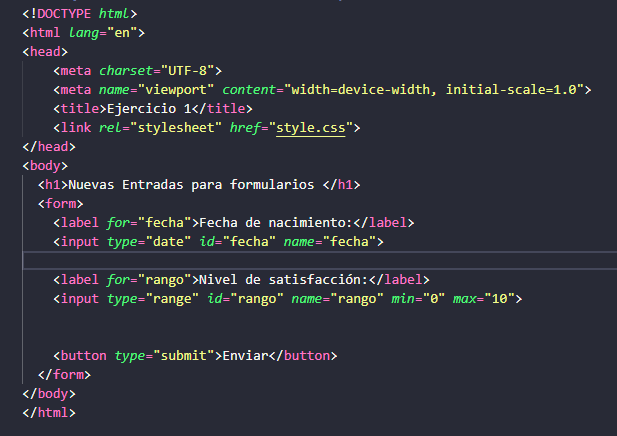 <!DOCTYPE html>
<html lang="en">
<head>
    <meta charset="UTF-8">
    <meta name="viewport" content="width=device-width, initial-scale=1.0">
    <title>Ejercicio 1</title>
    <link rel="stylesheet" href="style.css">
</head>
<body>
  <h1>Nuevas Entradas para formularios </h1>
  <form>
    <label for="fecha">Fecha de nacimiento:</label>
    <input type="date" id="fecha" name="fecha">
    <label for="rango">Nivel de satisfacción:</label>
    <input type="range" id="rango" name="rango" min="0" max="10">
    <button type="submit">Enviar</button>
  </form>
</body>
</html>